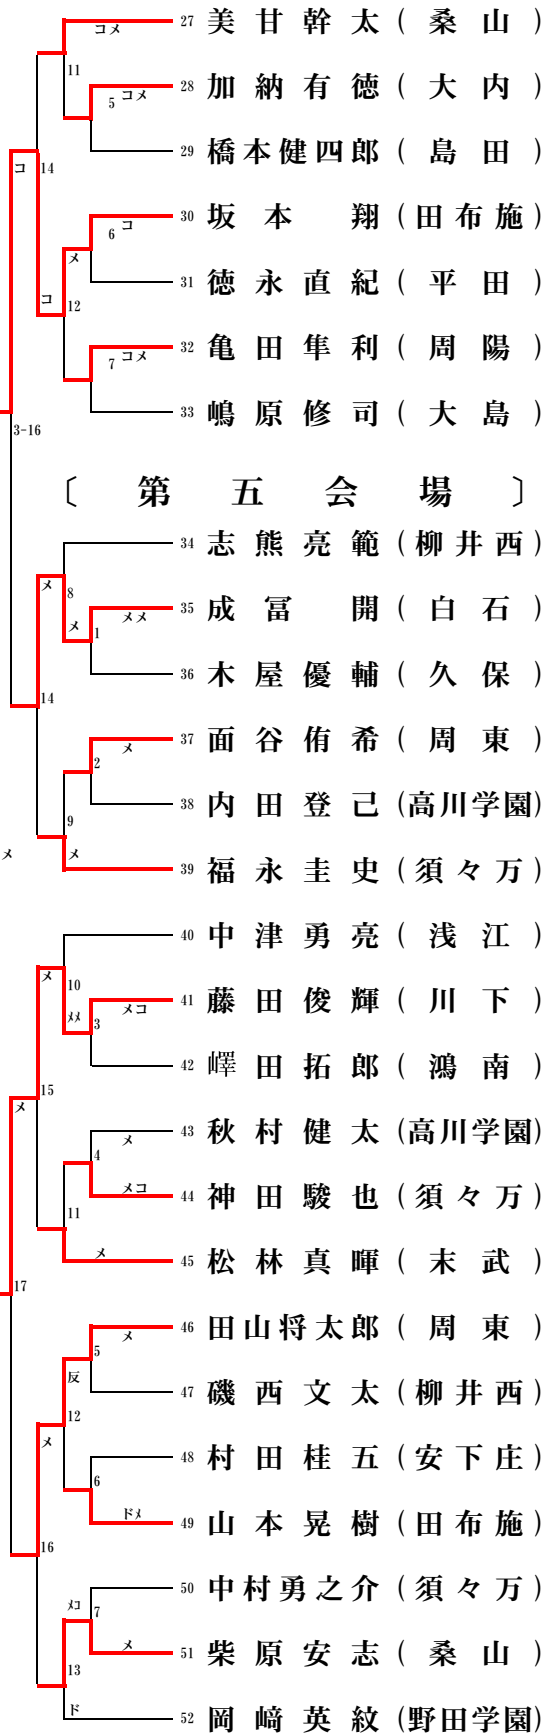 コメ
27 美甘幹太(桑山)
11
5 コメ
28 加納有徳(大内)
29 橋本健四郎(島田)
コ 14
6 コ
30 坂本翔(田布施)
メ
31 徳永直紀(平田)
コ 12
7 コメ
32 亀田隼利(周陽)
33 嶋原修司(大島)
3-16
〔第五会場〕
34 志熊亮範(柳井西)
メ 8
メ 1 メメ
35 成冨開(白石)
36 木屋優輔(久保)
14
2 メ
37 面谷侑希(周東)
38 内田登己(高川学園)
9
メ メ
39 福永圭史(須々万)
40 中津勇亮(浅江)
メ 10
メメ 3 メコ
41 藤田俊輝(川下)
42 嶧田拓郎(鴻南)
15
メ
43 秋村健太(高川学園)
4 メ
44 神田駿也(須々万)
メコ
11
メ
45 松林真暉(末武)
17
46 田山将太郎(周東)
5 メ
反
47 磯西文太(柳井西)
12
メ
48 村田桂五(安下庄)
6
ドメ
49 山本晃樹(田布施)
16
50 中村勇之介(須々万)
メコ 7
メ
51 柴原安志(桑山)
13
ド
52 岡﨑英紋(野田学園)